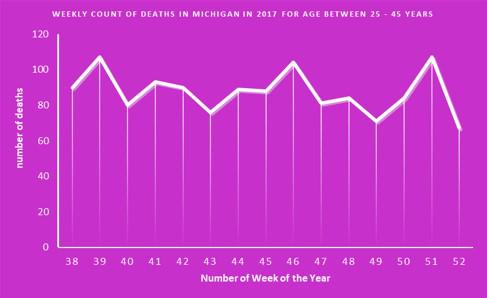 WEEKLY COUNT OF DEATHS IN MICHIGAN IN 2017 FOR AGE BETWEEN 25 - 45 YEARS
120
100
80
60
40
20
0
number of deaths
38 39 40 41 42 43 44 45 46 47 48 49 50 51 52
Number of Week of the Year